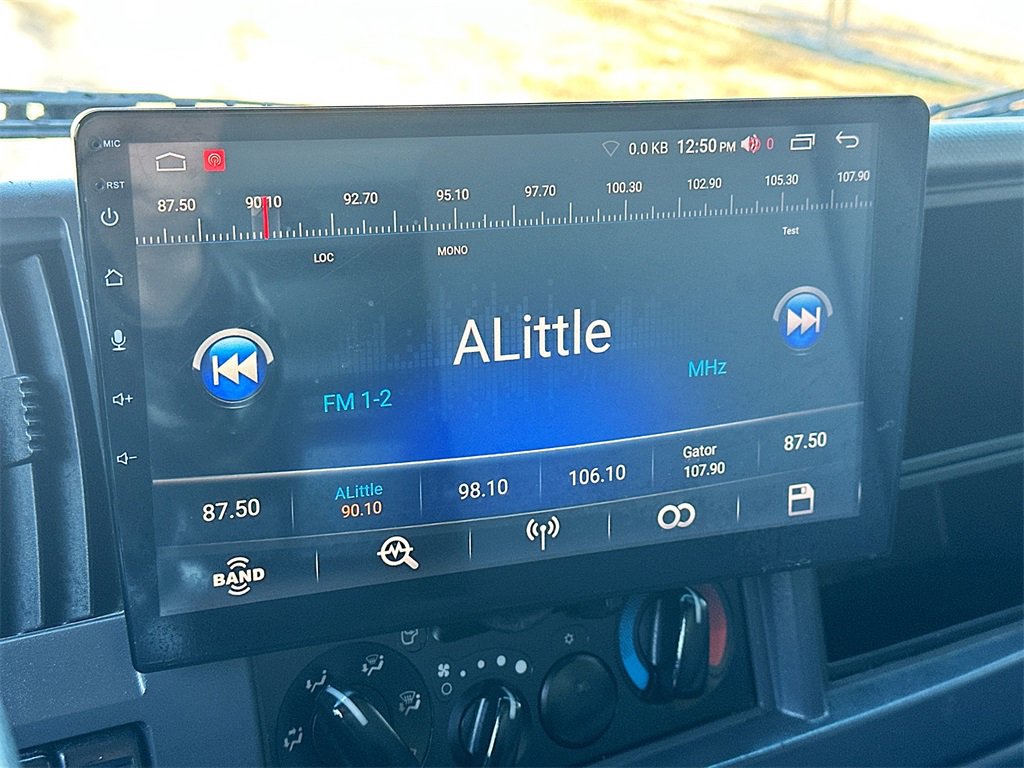 MIC
0.0 KB 12:50 PM 0
RST
87.50 90.10 92.70 95.10 97.70 100.30 102.90 105.30 107.90
LOC MONO Test
ALittle
FM 1-2 MHz
87.50 ALittle 90.10 98.10 106.10 Gator 107.90 87.50
BAND